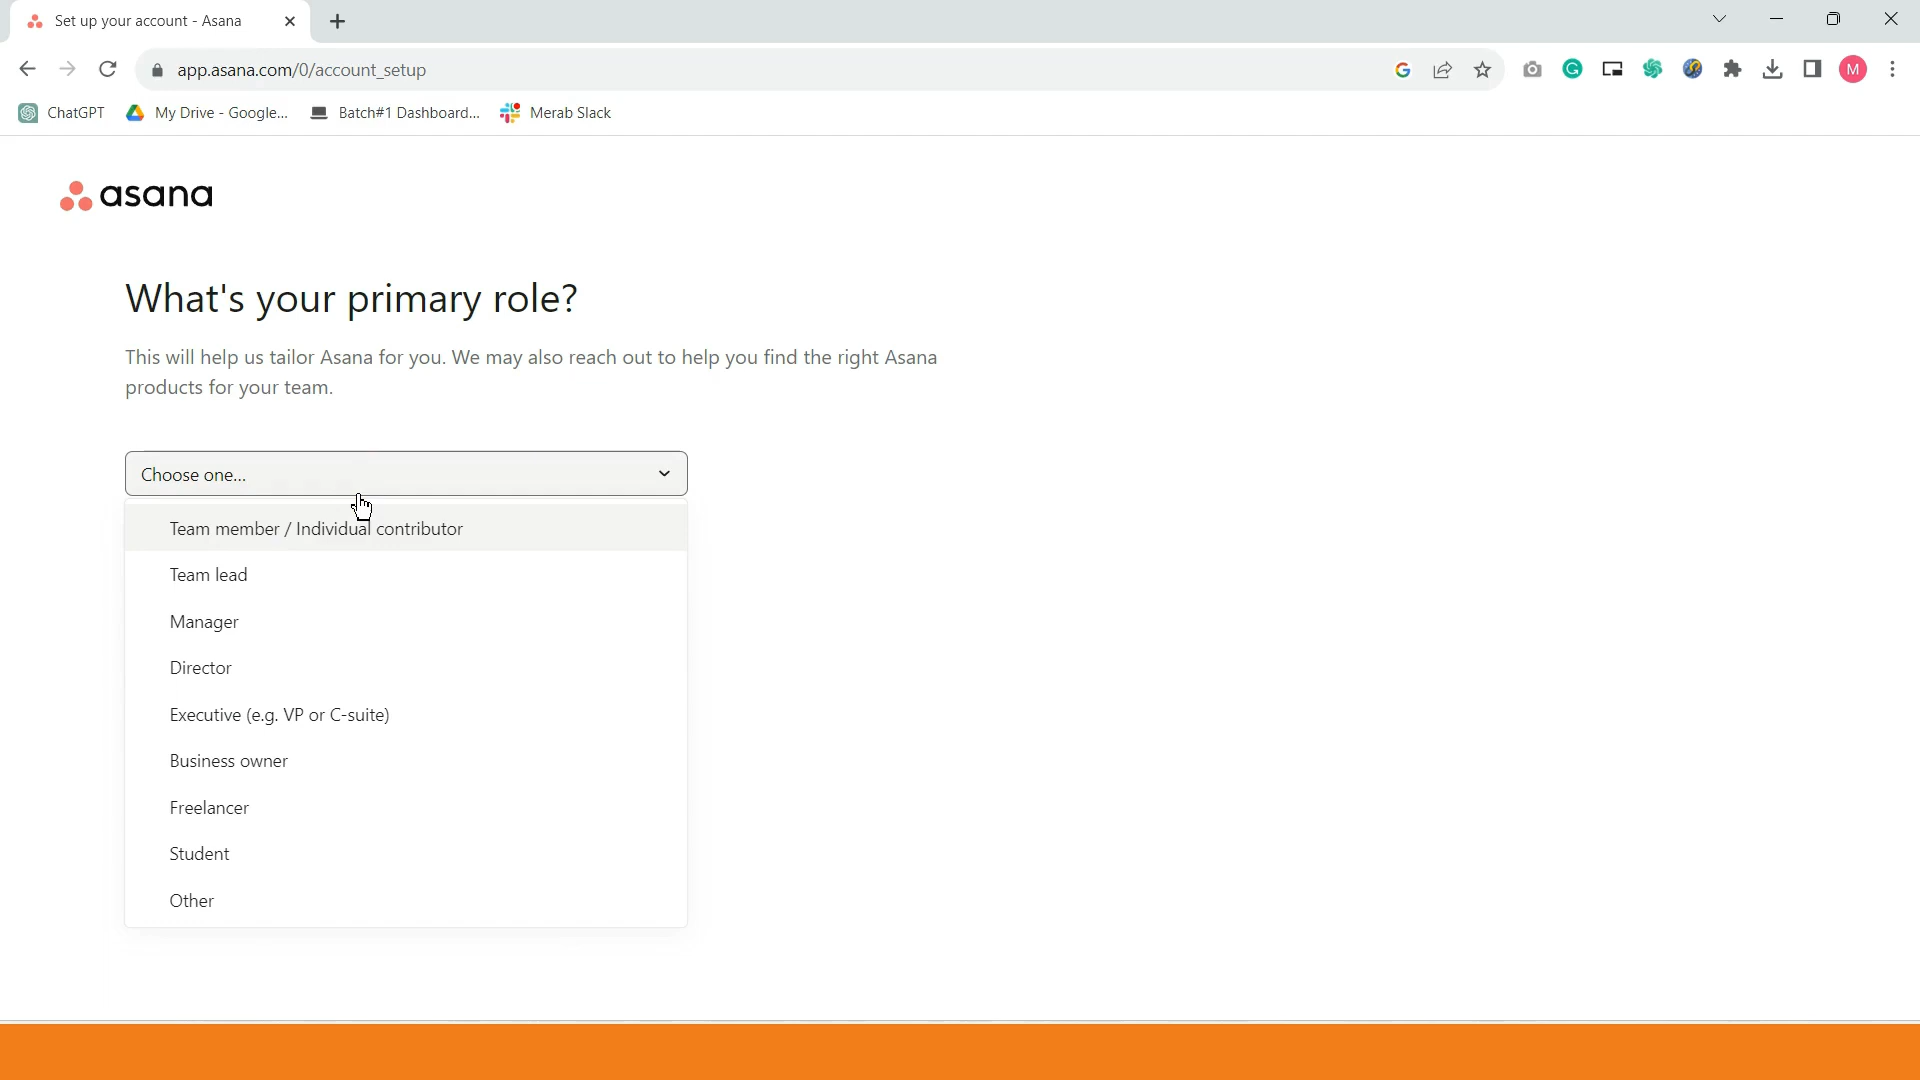 Set up your account - Asana
app.asana.com/0/account_setup
M
ChatGPT
My Drive - Google...
Batch#1 Dashboard...
Merab Slack
asana
What's your primary role?
This will help us tailor Asana for you. We may also reach out to help you find the right Asana
products for your team.
Choose one...
Team member / Individual contributor
Team lead
Manager
Director
Executive (e.g. VP or C-suite)
Business owner
Freelancer
Student
Other